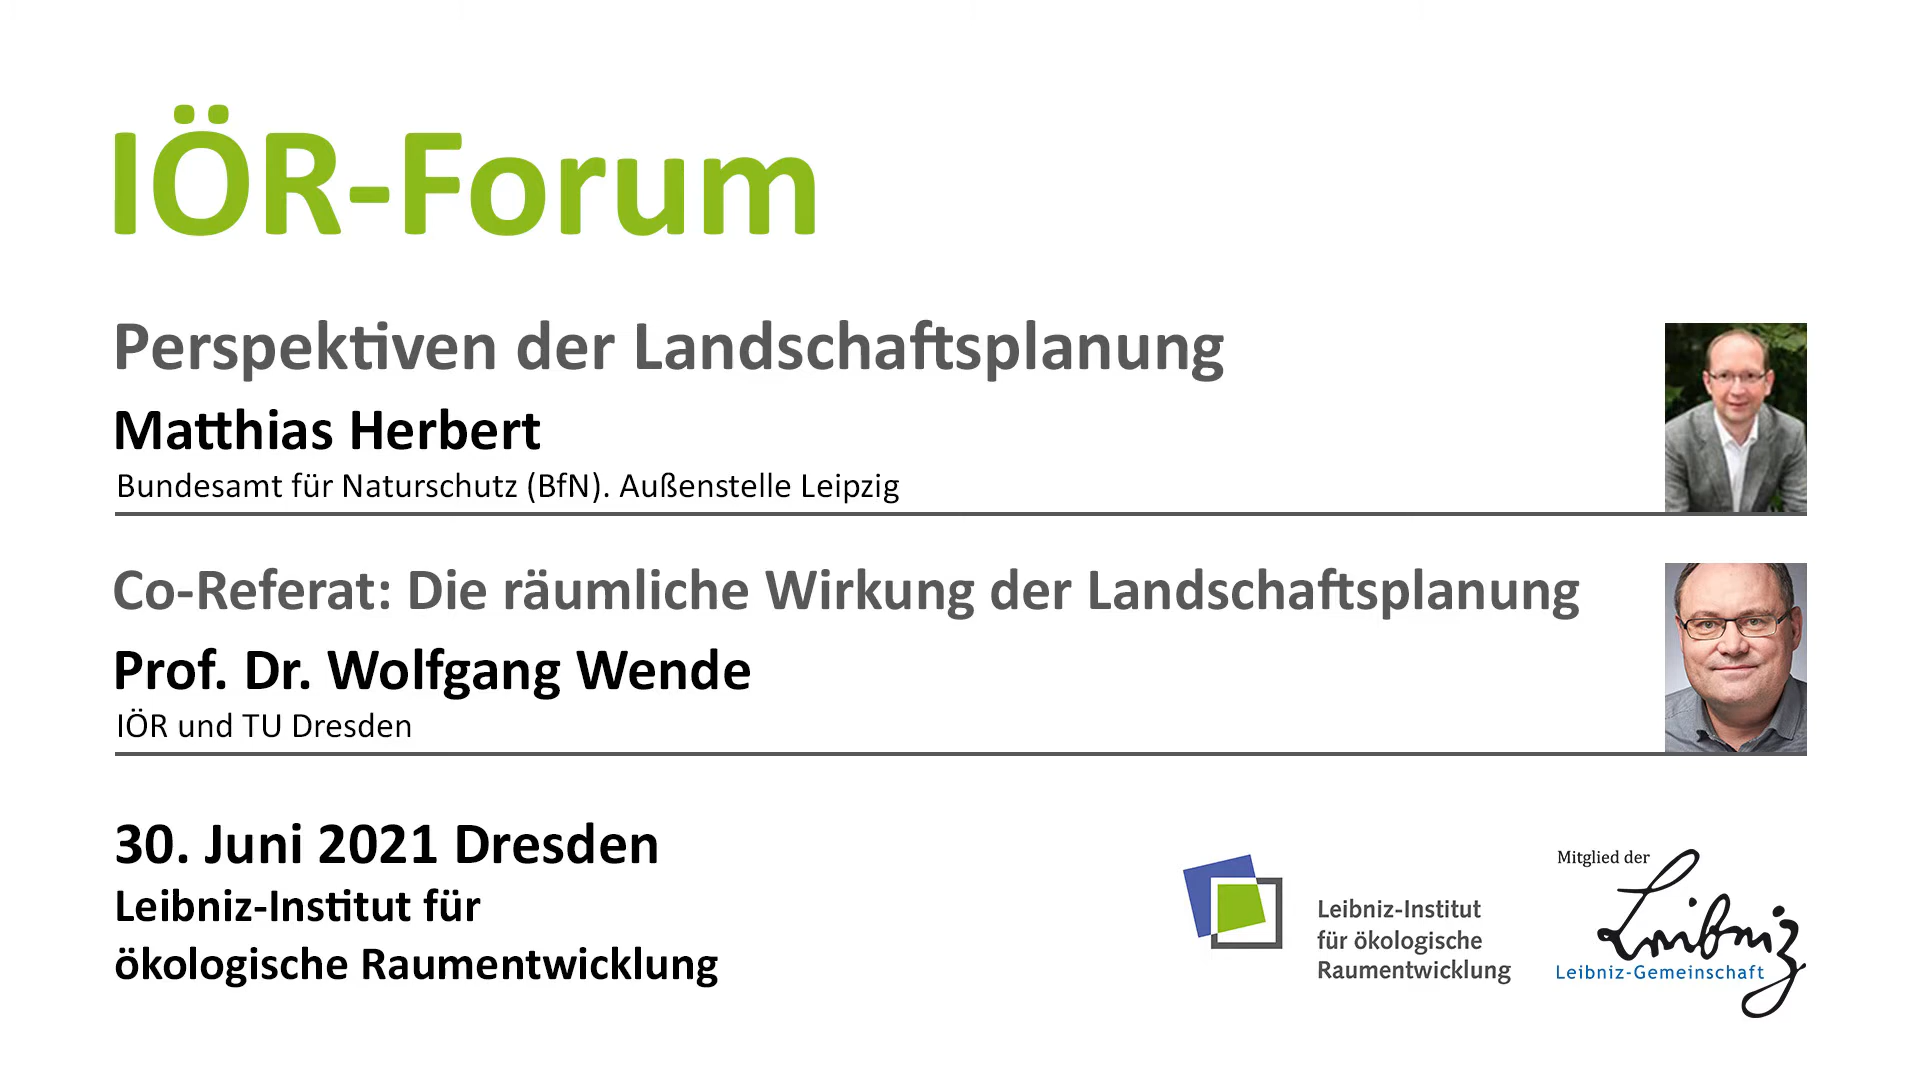 IÖR-Forum
Perspektiven der Landschaftsplanung
Matthias Herbert
Bundesamt für Naturschutz (BfN). Außenstelle Leipzig
Co-Referat: Die räumliche Wirkung der Landschaftsplanung
Prof. Dr. Wolfgang Wende
IÖR und TU Dresden
30. Juni 2021 Dresden
Leibniz-Institut für
ökologische Raumentwicklung
Leibniz-Institut
für ökologische
Raumentwicklung
Mitglied der
Leibniz
Leibniz-Gemeinschaft